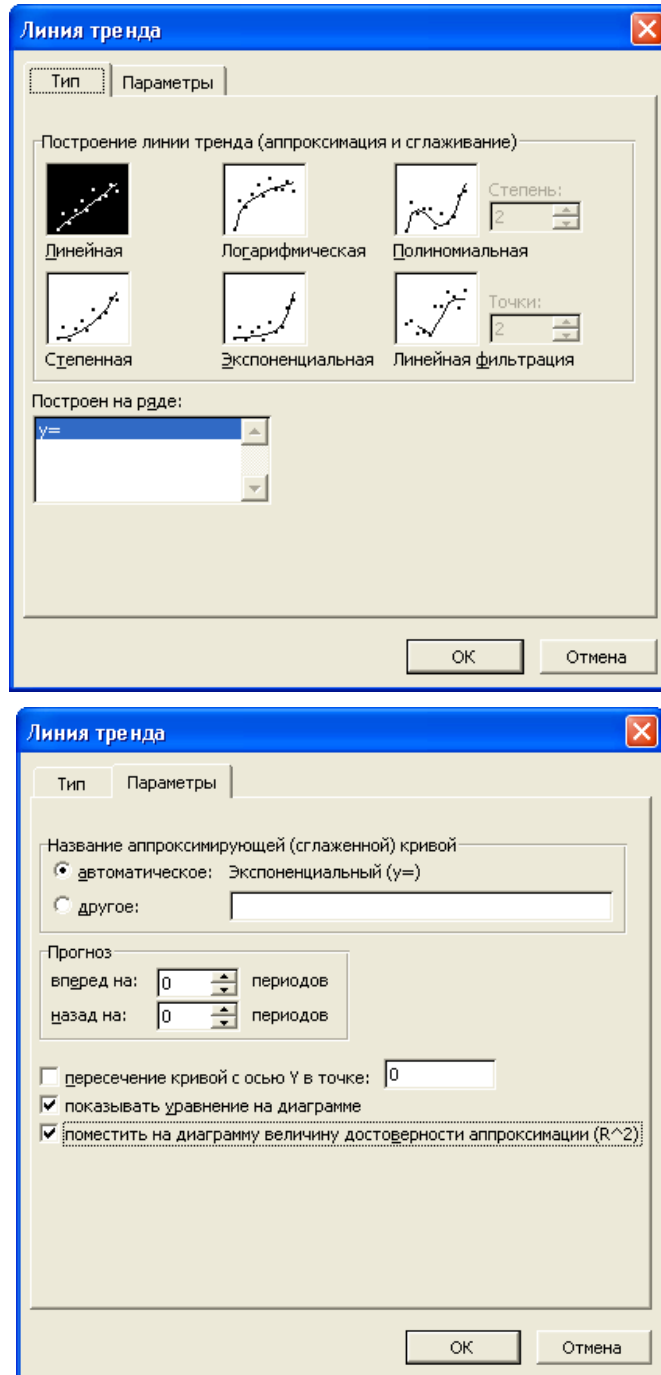 Линия тренда
Тип Параметры
Построение линии тренда (аппроксимация и сглаживание)
Степень:
2
Линейная Логарифмическая Полиномиальная
Точки:
2
Степенная Экспоненциальная Линейная фильтрация
Построен на ряде:
y=
ОК Отмена
Линия тренда
Тип Параметры
Название аппроксимирующей (сглаженной) кривой
автоматическое: Экспоненциальный (y=)
другое:
Прогноз
вперед на: 0 периодов
назад на: 0 периодов
пересечение кривой с осью Y в точке: 0
показывать уравнение на диаграмме
поместить на диаграмму величину достоверности аппроксимации (R^2)
ОК Отмена